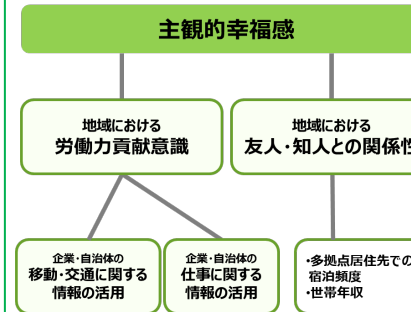 主観的幸福感
地域における
労働力貢献意識
地域における
友人・知人との関係性
企業・自治体の
移動・交通に関する
情報の活用
企業・自治体の
仕事に関する
情報の活用
・多拠点居住先での
宿泊頻度
・世帯年収